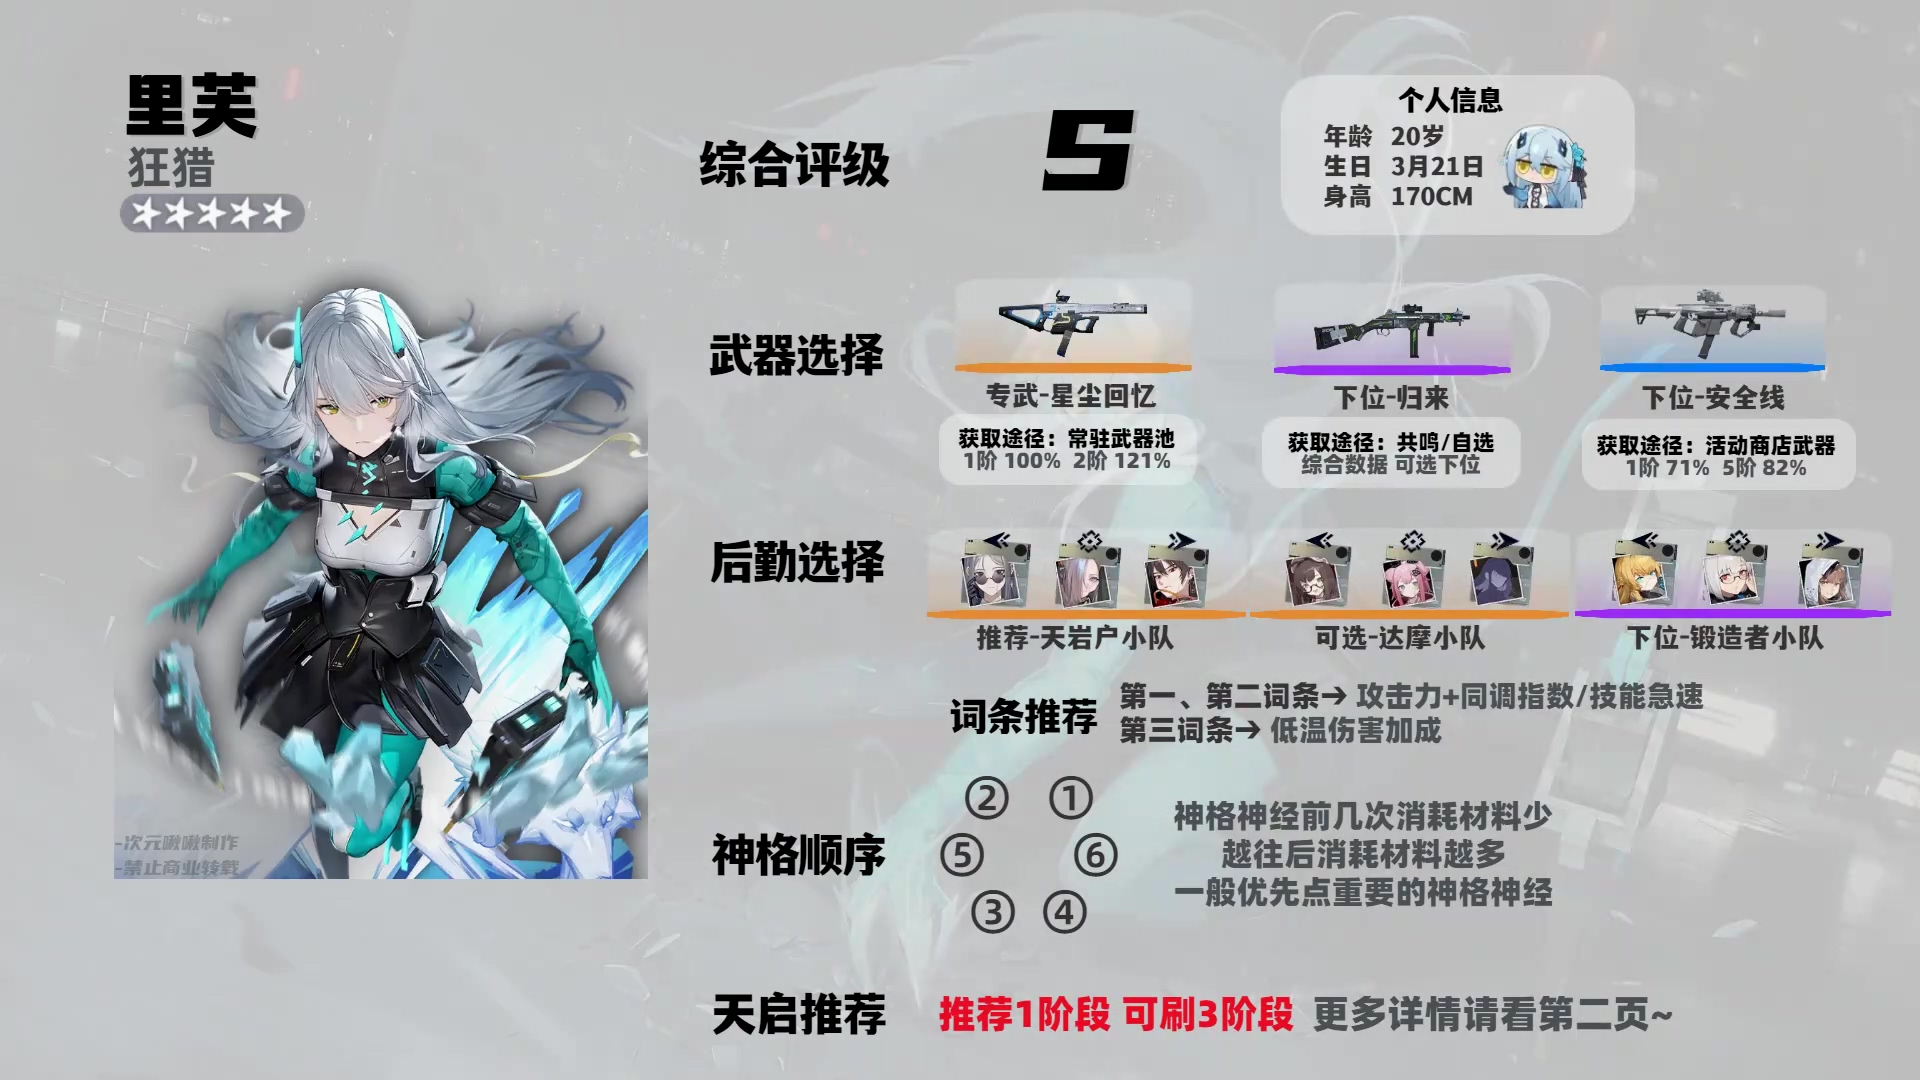 里芙
狂猎
综合评级
S
个人信息
年龄 20岁
生日 3月21日
身高 170CM
武器选择
专武-星尘回忆
获取途径：常驻武器池
1阶 100% 2阶 121%
下位-归来
获取途径：共鸣/自选
综合数据 可选下位
下位-安全线
获取途径：活动商店武器
1阶 71% 5阶 82%
后勤选择
推荐-天岩户小队
可选-达摩小队
下位-锻造者小队
词条推荐
第一、第二词条→ 攻击力+同调指数/技能急速
第三词条→ 低温伤害加成
神格顺序
② ①
⑤ ⑥
③ ④
神格神经前几次消耗材料少
越往后消耗材料越多
一般优先点重要的神格神经
天启推荐
推荐1阶段 可刷3阶段 更多详情请看第二页~
-次元啾啾制作
-禁止商业转载